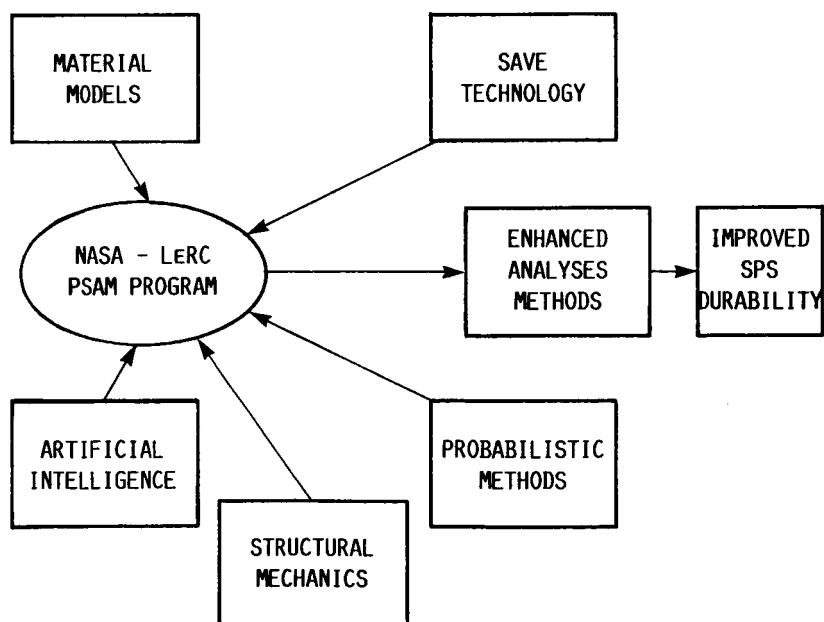 MATERIAL
MODELS
SAVE
TECHNOLOGY
NASA - LeRC
PSAM PROGRAM
ENHANCED
ANALYSES
METHODS
IMPROVED
SPS
DURABILITY
ARTIFICIAL
INTELLIGENCE
STRUCTURAL
MECHANICS
PROBABILISTIC
METHODS